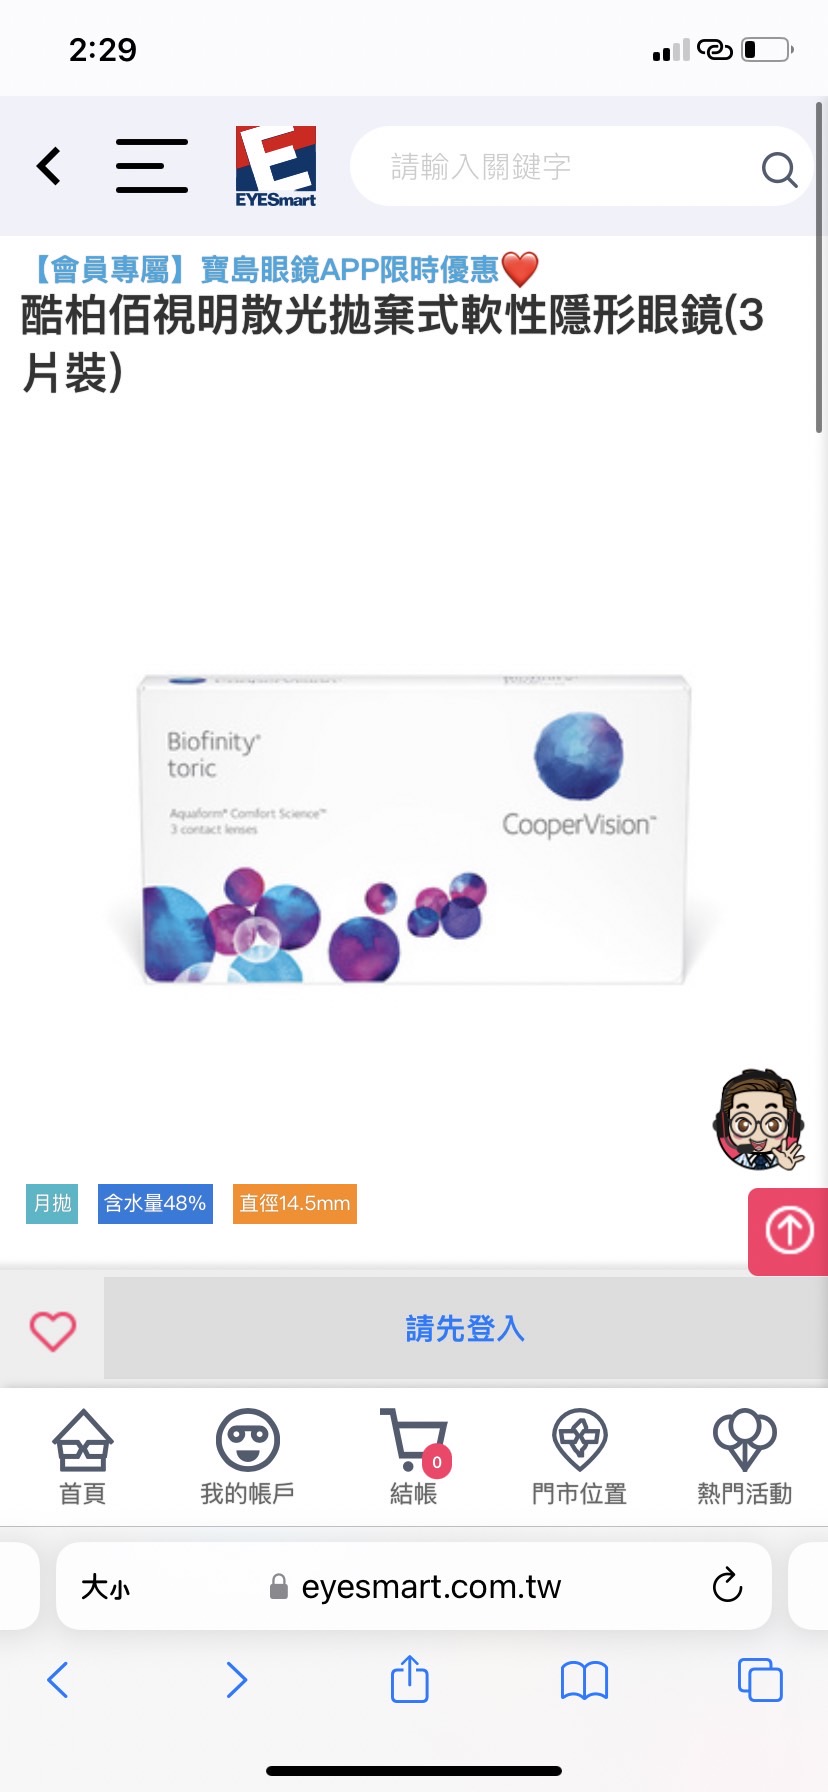 2:29
EYESmart
請輸入關鍵字
【會員專屬】寶島眼鏡APP限時優惠❤️
酷柏佰視明散光拋棄式軟性隱形眼鏡(3
片裝)
Biofinity®
toric
Aquaform® Comfort Science™
3 contact lenses
CooperVision™
月拋
含水量48%
直徑14.5mm
請先登入
首頁
我的帳戶
結帳
0
門市位置
熱門活動
大小
eyesmart.com.tw